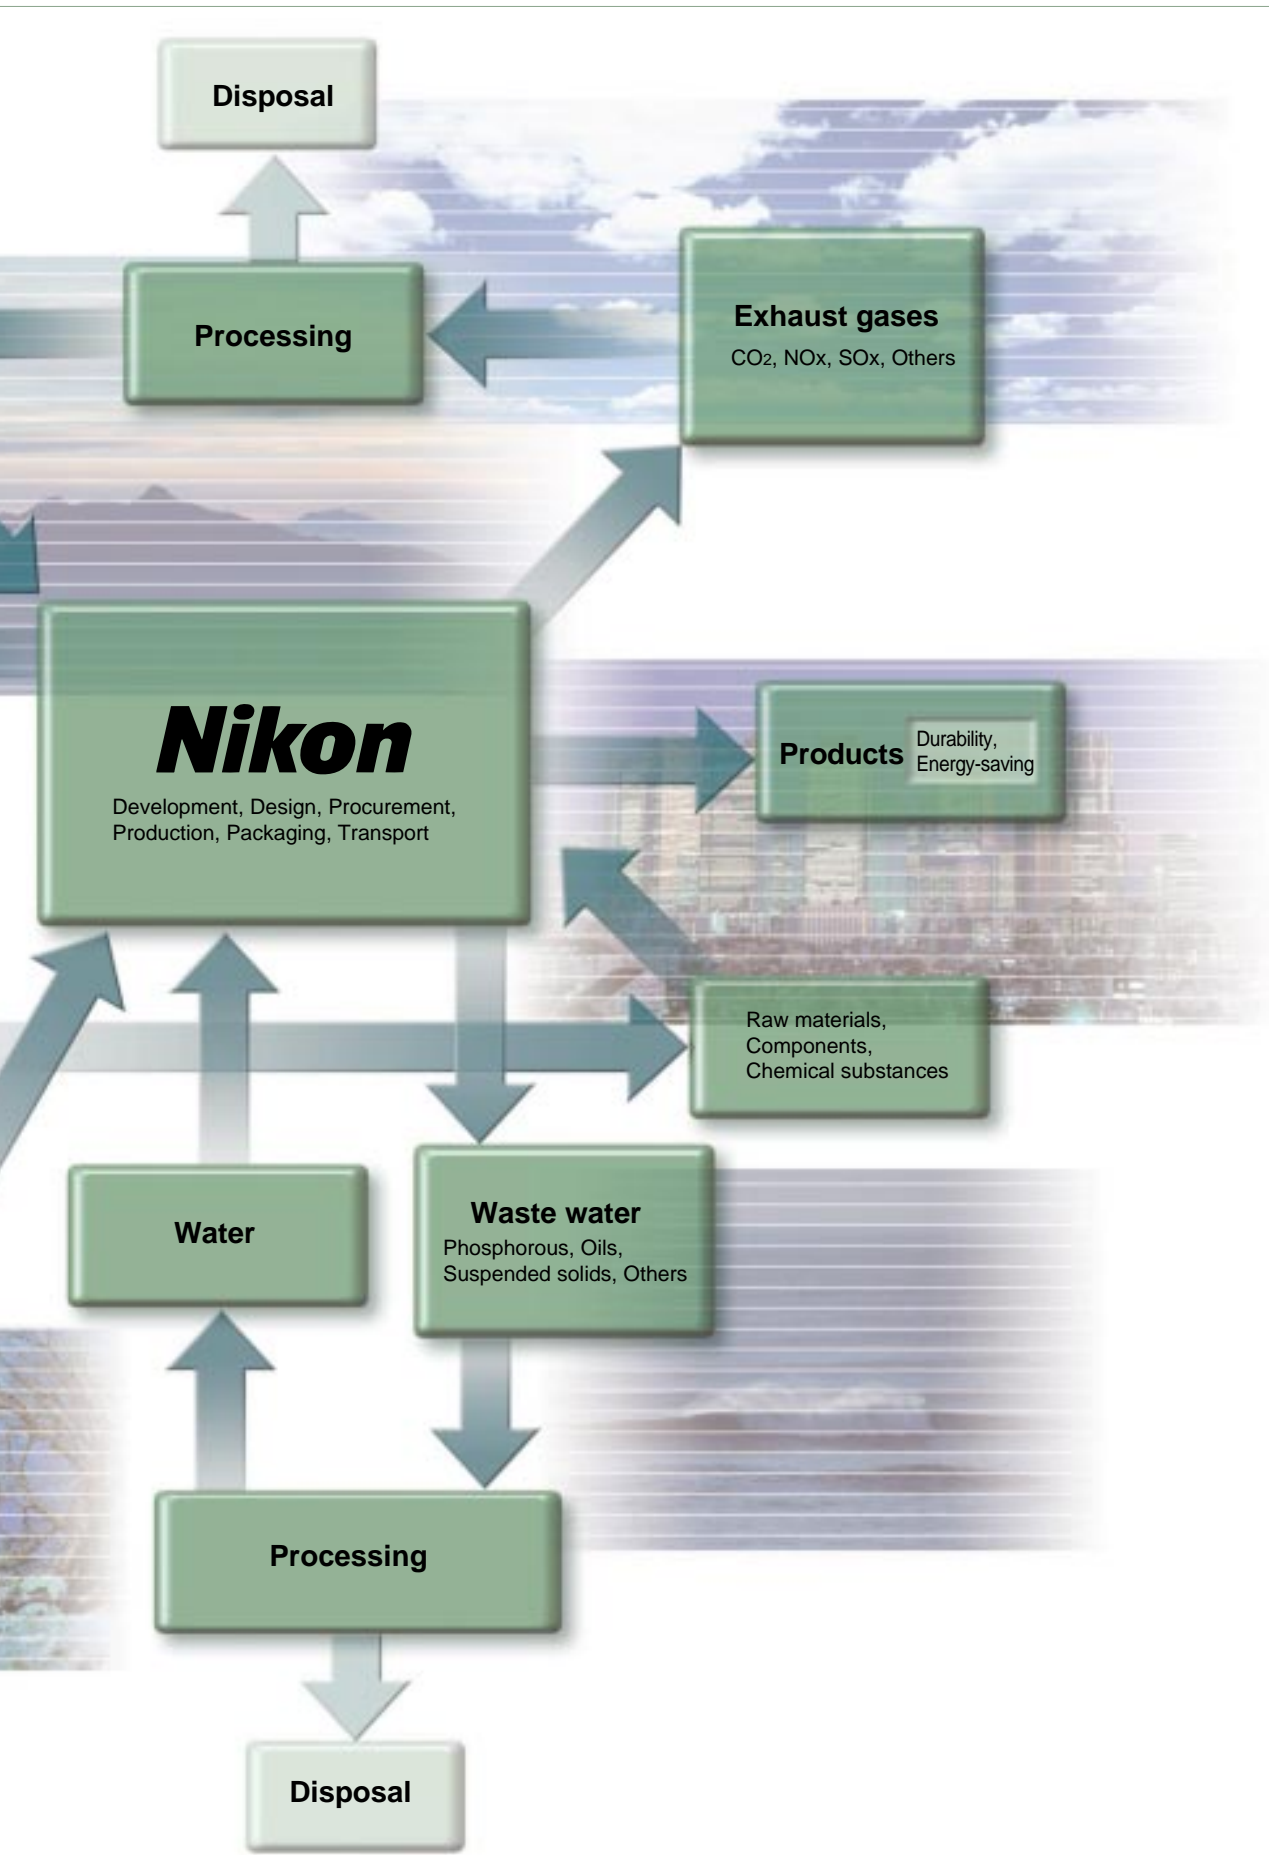 Disposal
Processing
Exhaust gases
CO2, NOx, SOx, Others
Nikon
Development, Design, Procurement,
Production, Packaging, Transport
Products
Durability,
Energy-saving
Raw materials,
Components,
Chemical substances
Water
Waste water
Phosphorous, Oils,
Suspended solids, Others
Processing
Disposal